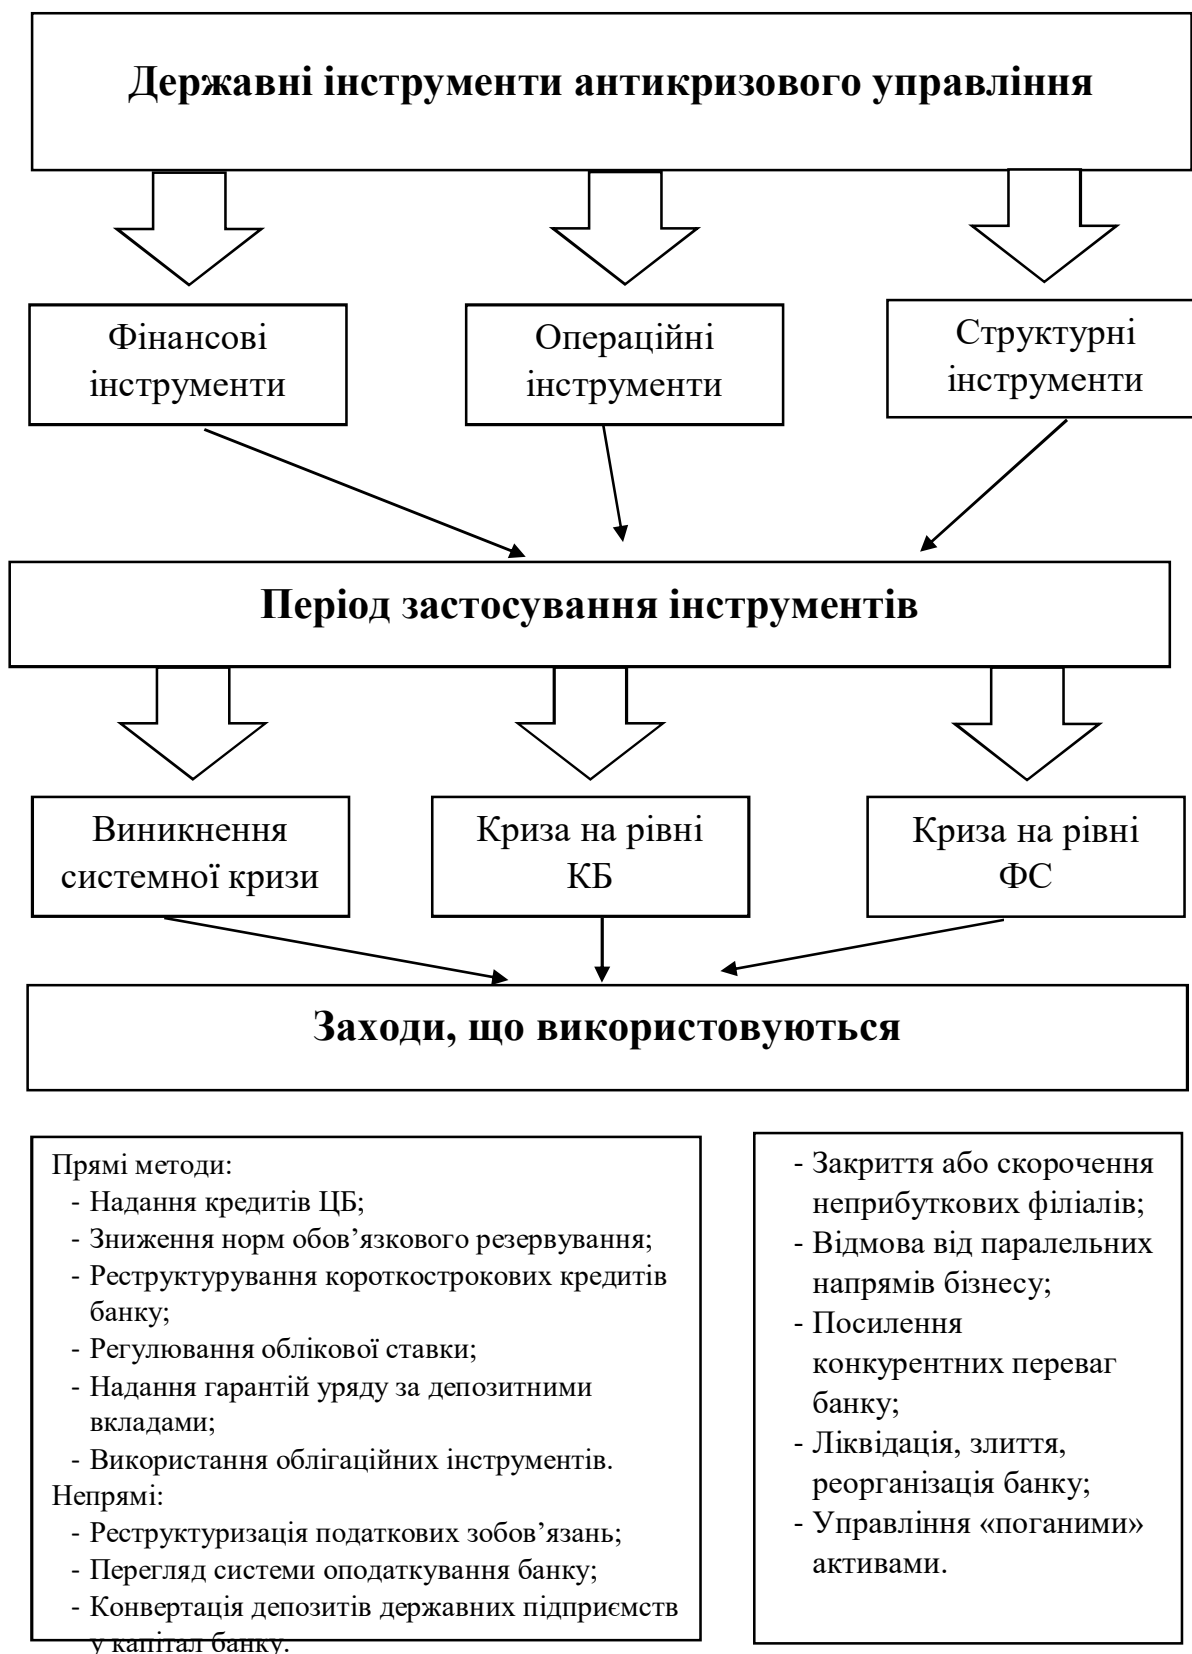 Державні інструменти антикризового управління
Фінансові
інструменти
Операційні
інструменти
Структурні
інструменти
Період застосування інструментів
Виникнення
системної кризи
Криза на рівні
КБ
Криза на рівні
ФС
Заходи, що використовуються
Прямі методи:
- Надання кредитів ЦБ;
- Зниження норм обов’язкового резервування;
- Реструктурування короткострокових кредитів
банку;
- Регулювання облікової ставки;
- Надання гарантій уряду за депозитними
вкладами;
- Використання облігаційних інструментів.
Непрямі:
- Реструктуризація податкових зобов’язань;
- Перегляд системи оподаткування банку;
- Конвертація депозитів державних підприємств
у капітал банку.
- Закриття або скорочення
неприбуткових філіалів;
- Відмова від паралельних
напрямів бізнесу;
- Посилення
конкурентних переваг
банку;
- Ліквідація, злиття,
реорганізація банку;
- Управління «поганими»
активами.